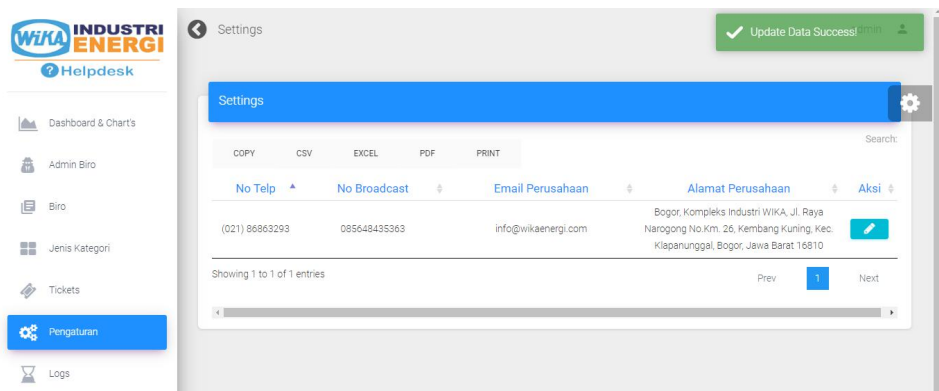 WIKA INDUSTRI
ENERGI
? Helpdesk
Settings
Update Data Success!
Dashboard & Chart's
Admin Biro
Biro
Jenis Kategori
Tickets
Pengaturan
Logs
Settings
Search:
COPY CSV EXCEL PDF PRINT
No Telp No Broadcast Email Perusahaan Alamat Perusahaan Aksi
(021) 86863293 085648435363 info@wikaenergi.com Bogor, Kompleks Industri WIKA, Jl. Raya
Narogong No.Km. 26, Kembang Kuning, Kec.
Klapanunggal, Bogor, Jawa Barat 16810
Showing 1 to 1 of 1 entries
Prev 1 Next